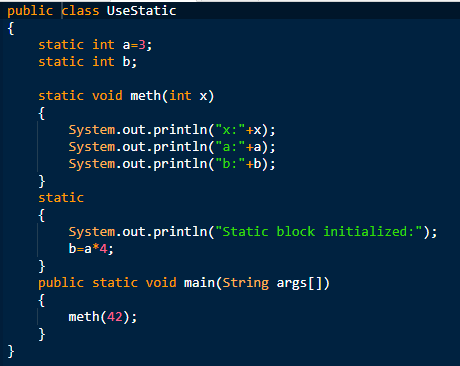 public class UseStatic
{
    static int a=3;
    static int b;

    static void meth(int x)
    {
        System.out.println("x:"+x);
        System.out.println("a:"+a);
        System.out.println("b:"+b);
    }
    static
    {
        System.out.println("Static block initialized:");
        b=a*4;
    }
    public static void main(String args[])
    {
        meth(42);
    }
}